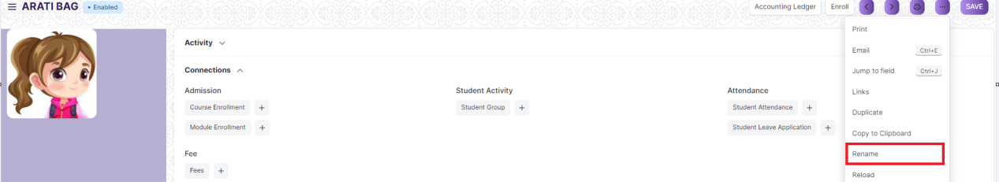 ARATI BAG • Enabled Accounting Ledger Enroll SAVE
Print
Activity
Email Ctrl+E
Connections
Jump to field Ctrl+J
Admission Student Activity Attendance
Links
Course Enrollment + Student Group + Student Attendance +
Duplicate
Module Enrollment + Student Leave Application +
Copy to Clipboard
Fee
Rename
Fees +
Reload